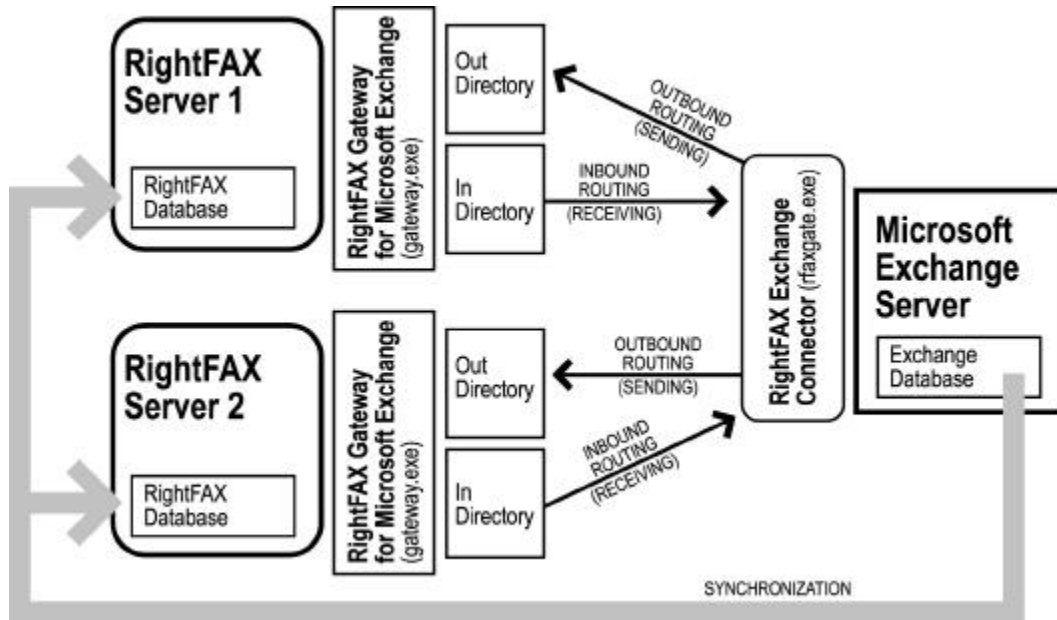 RightFAX
Server 1
RightFAX
Database
RightFAX Gateway
for Microsoft Exchange
(gateway.exe)
Out
Directory
In
Directory
OUTBOUND
ROUTING
(SENDING)
INBOUND
ROUTING
(RECEIVING)
RightFAX Exchange
Connector (rfaxgate.exe)
Microsoft
Exchange
Server
Exchange
Database
RightFAX
Server 2
RightFAX
Database
RightFAX Gateway
for Microsoft Exchange
(gateway.exe)
Out
Directory
In
Directory
OUTBOUND
ROUTING
(SENDING)
INBOUND
ROUTING
(RECEIVING)
SYNCHRONIZATION